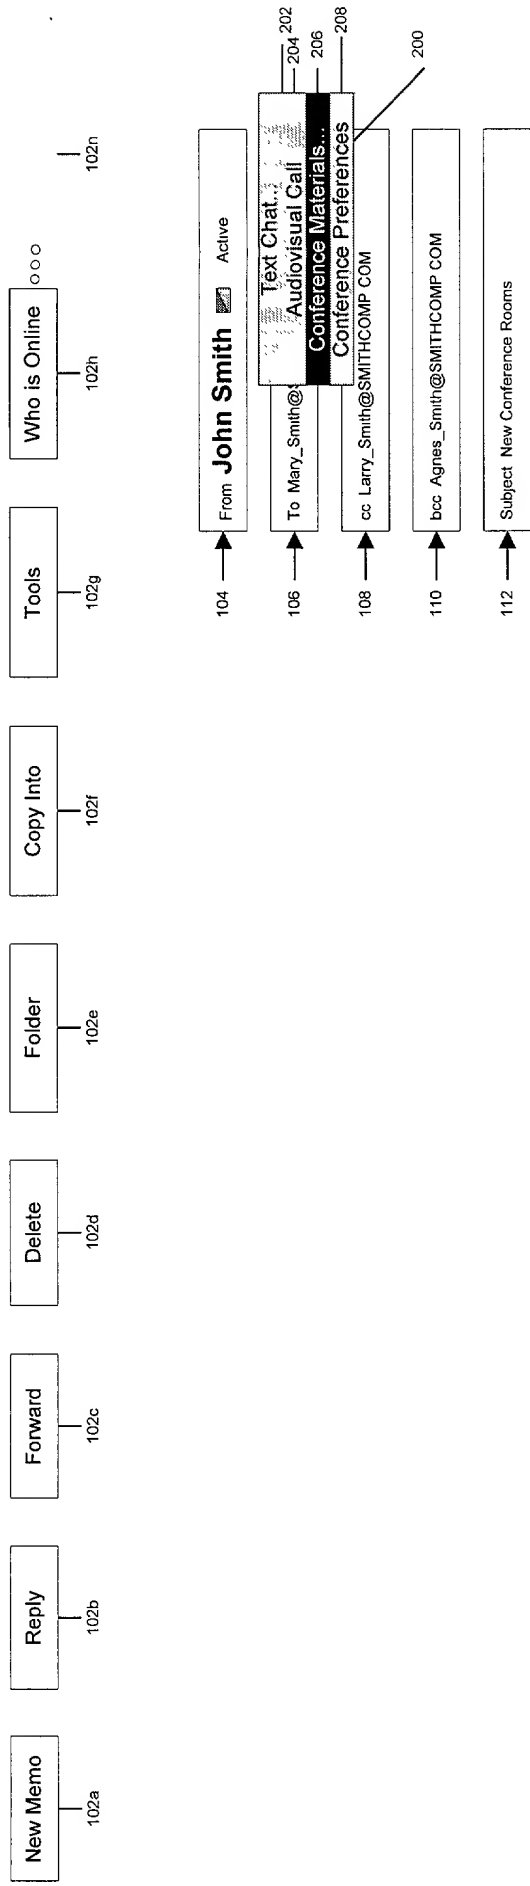 New Memo
102a
Reply
102b
Forward
102c
Delete
102d
Folder
102e
Copy Into
102f
Tools
102g
Who is Online
102h
102n
104
From John Smith Active
106
To Mary_Smith@
108
cc Larry_Smith@SMITHCOMP COM
110
bcc Agnes_Smith@SMITHCOMP COM
112
Subject New Conference Rooms
Text Chat...
202
Audiovisual Call
204
Conference Materials...
206
Conference Preferences
208
200